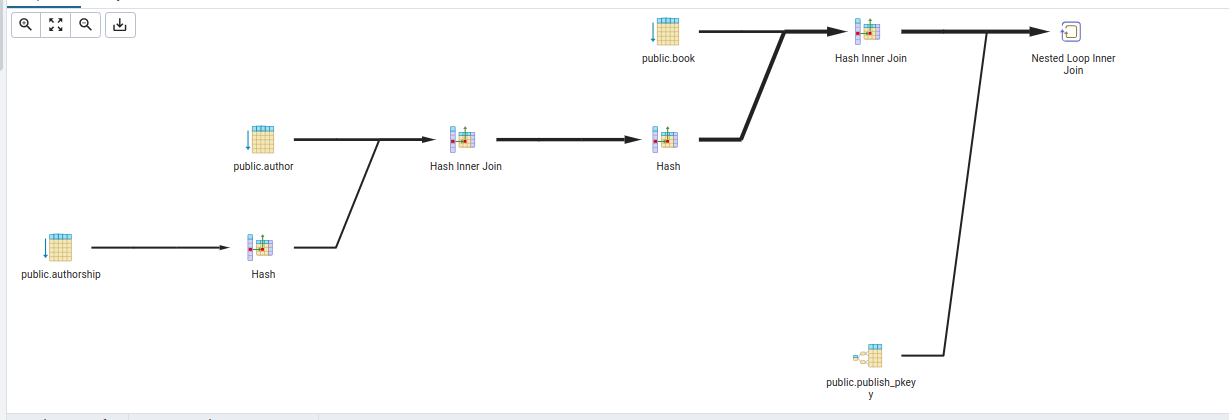 public.book
Hash Inner Join
Nested Loop Inner
Join
public.author
Hash Inner Join
Hash
public.authorship
Hash
public.publish_pkey
y